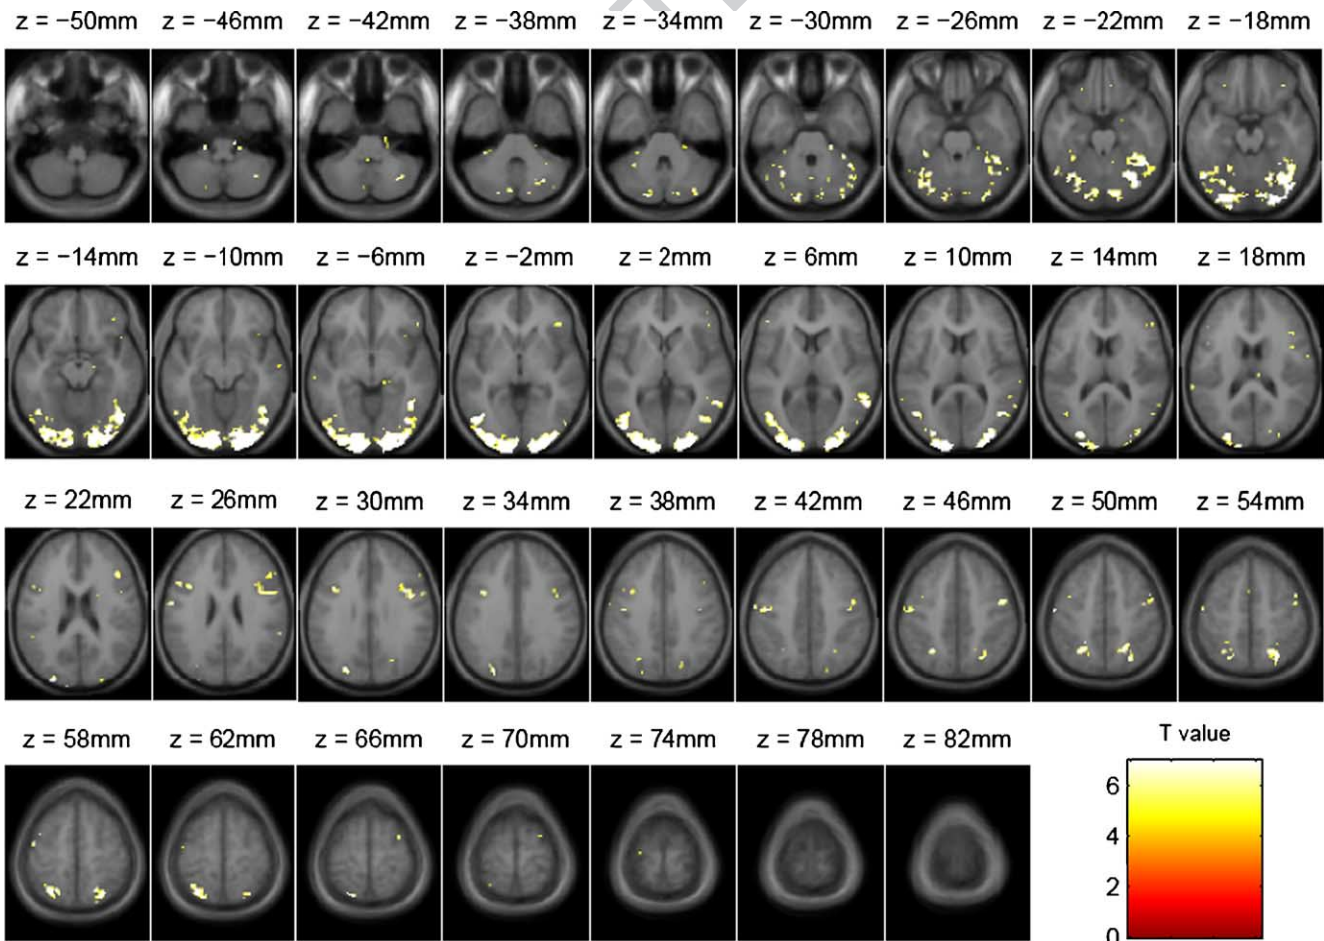 z = −50mm z = −46mm z = −42mm z = −38mm z = −34mm z = −30mm z = −26mm z = −22mm z = −18mm
z = −14mm z = −10mm z = −6mm z = −2mm z = 2mm z = 6mm z = 10mm z = 14mm z = 18mm
z = 22mm z = 26mm z = 30mm z = 34mm z = 38mm z = 42mm z = 46mm z = 50mm z = 54mm
z = 58mm z = 62mm z = 66mm z = 70mm z = 74mm z = 78mm z = 82mm T value
6
4
2
0